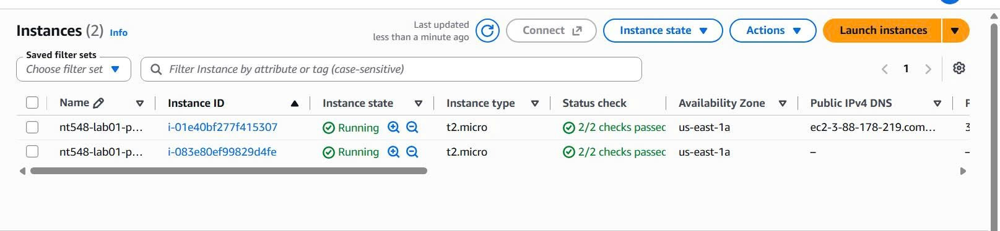 Instances (2) Info
Last updated
less than a minute ago
Connect
Instance state
Actions
Launch instances
Saved filter sets
Choose filter set
Filter Instance by attribute or tag (case-sensitive)
1
Name Instance ID Instance state Instance type Status check Availability Zone Public IPv4 DNS
nt548-lab01-p... i-01e40bf277f415307 Running t2.micro 2/2 checks passed us-east-1a ec2-3-88-178-219.com...
nt548-lab01-p... i-083e80ef99829d4fe Running t2.micro 2/2 checks passed us-east-1a –